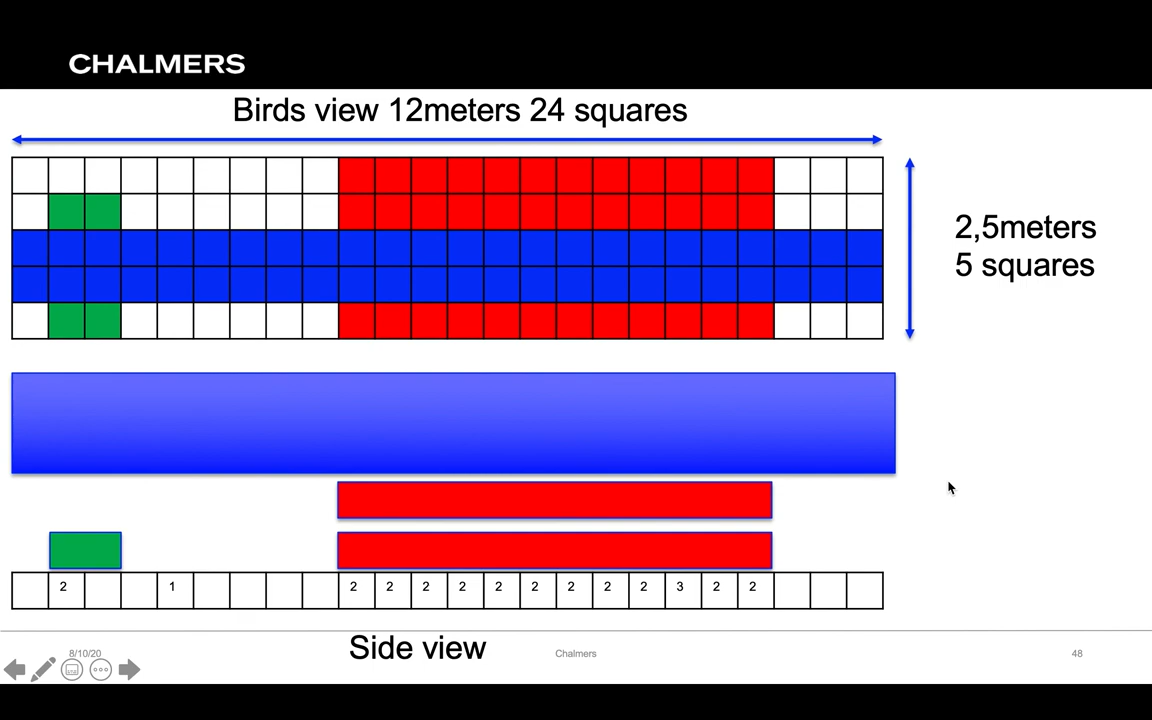 CHALMERS
Birds view 12meters 24 squares
2,5meters
5 squares
2 1 2 2 2 2 2 2 2 2 2 3 2 2
Side view
8/10/20 Chalmers 48